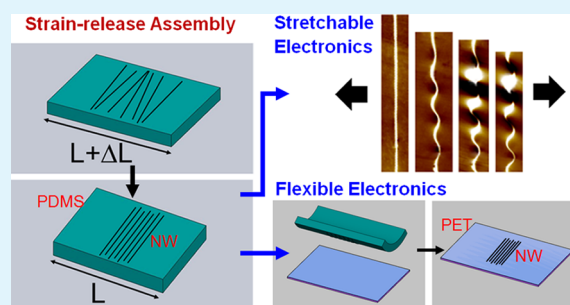 Strain-release Assembly
L+ΔL
PDMS
NW
L
Stretchable
Electronics
Flexible Electronics
PET
NW